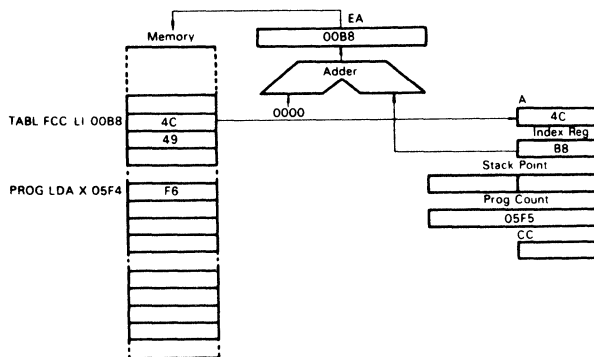 EA
Memory
00B8
Adder
0000
A
TABL FCC LI 00B8
4C
4C
49
Index Reg
B8
Stack Point
PROG LDA X 05F4
F6
Prog Count
05F5
CC